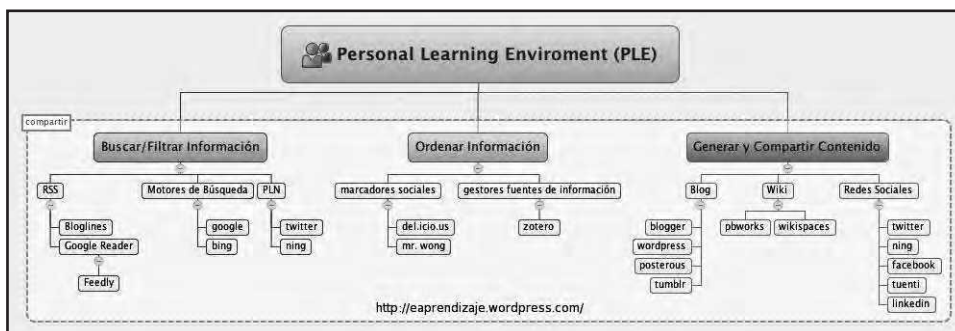 Personal Learning Enviroment (PLE)
compartir
Buscar/Filtrar Información
Ordenar Información
Generar y Compartir Contenido
RSS
Motores de Búsqueda
PLN
marcadores sociales
gestores fuentes de información
Blog
Wiki
Redes Sociales
Bloglines
Google Reader
Feedly
google
bing
twitter
ning
del.icio.us
mr. wong
zotero
blogger
wordpress
posterous
tumblr
pbworks
wikispaces
twitter
ning
facebook
tuenti
linkedin
http://eaprendizaje.wordpress.com/